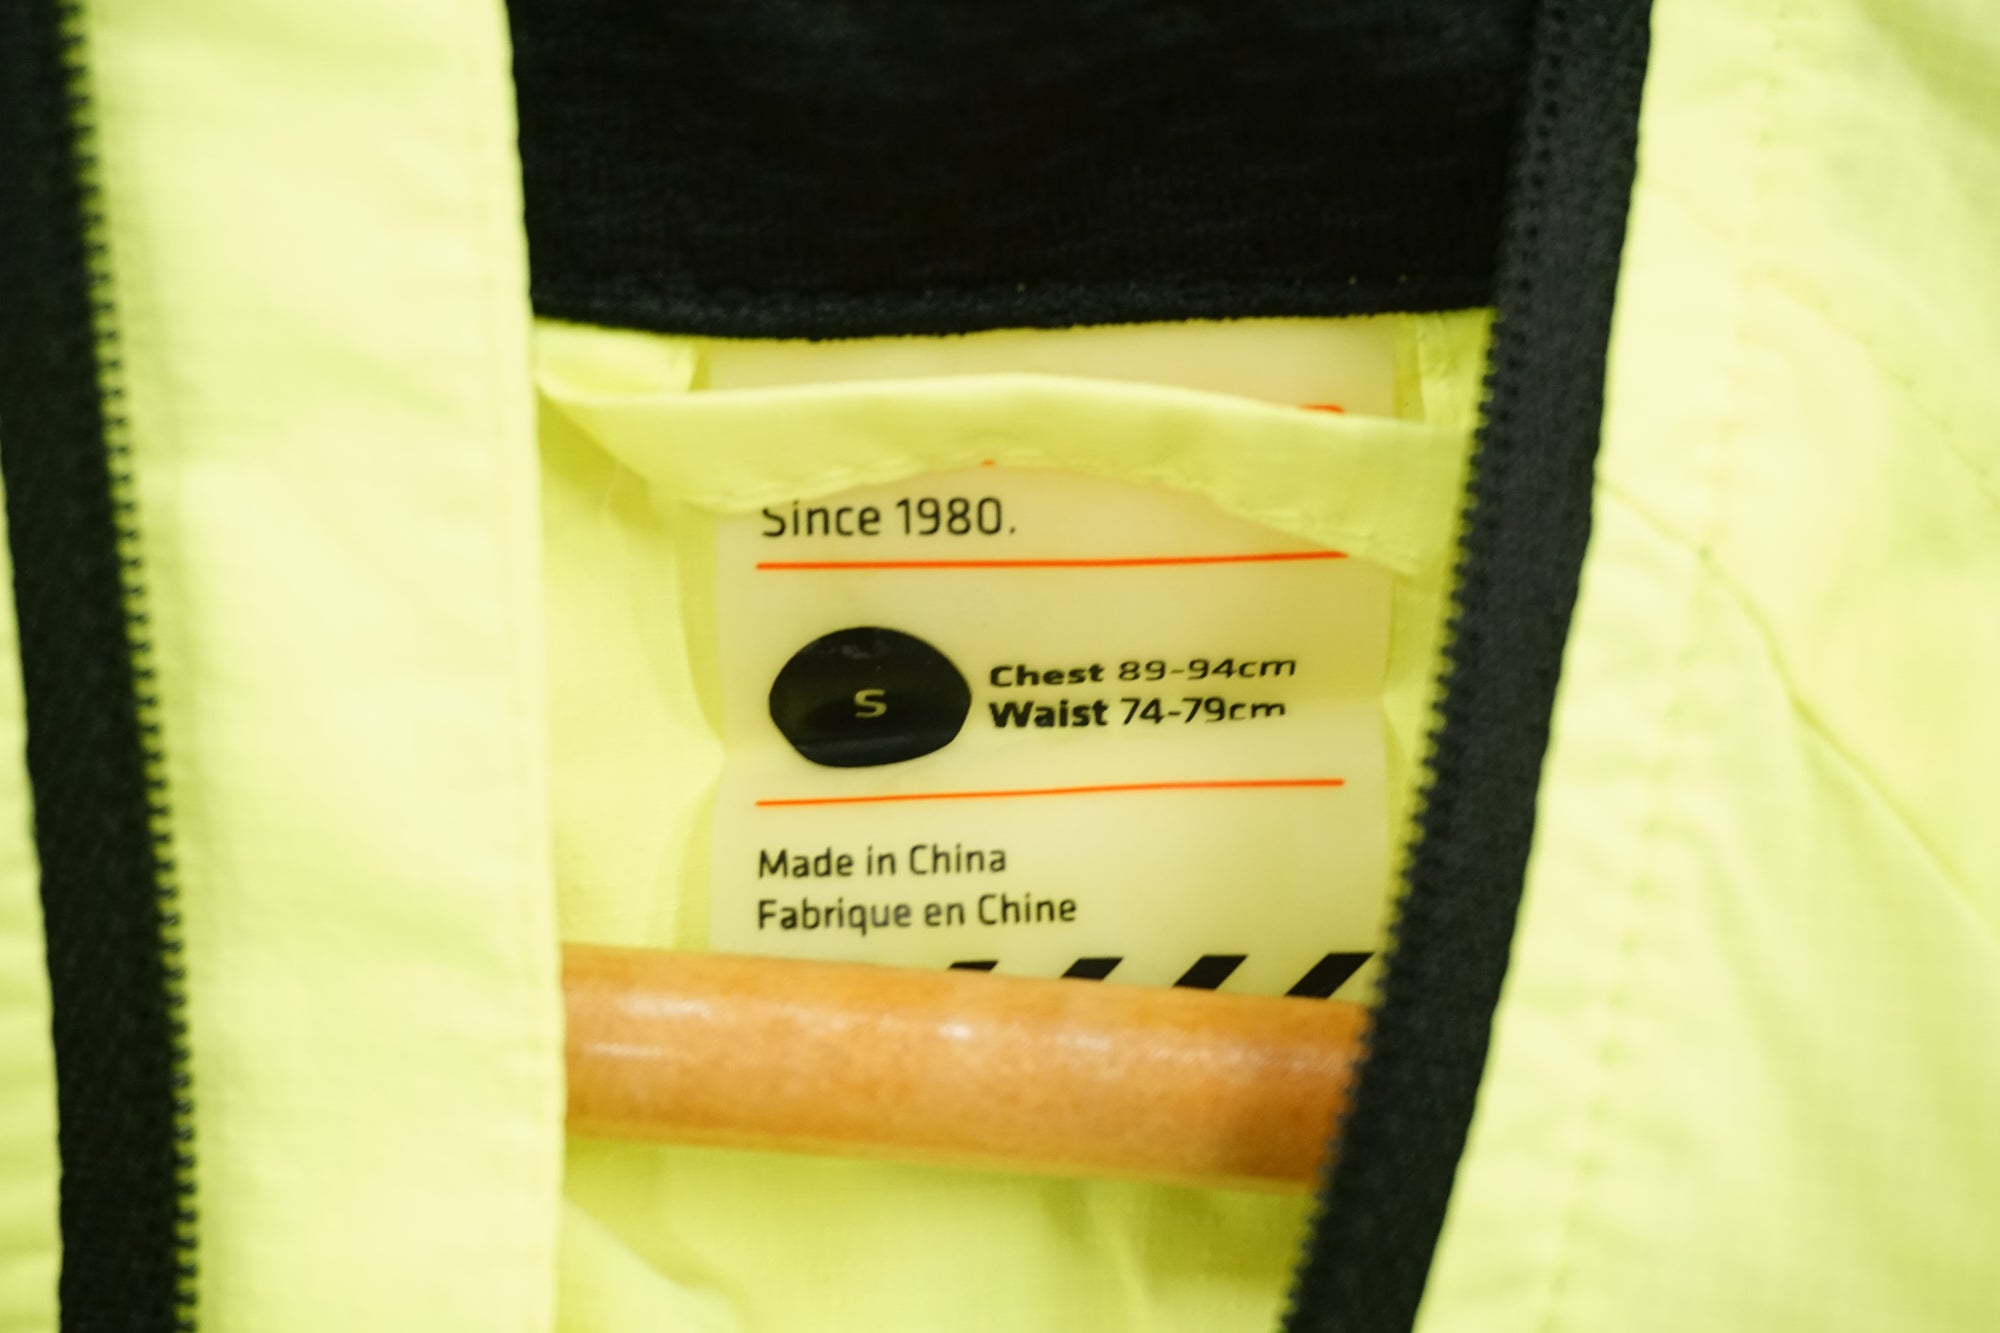 Since 1980.
S
Chest 89-94cm
Waist 74-79cm
Made in China
Fabrique en Chine